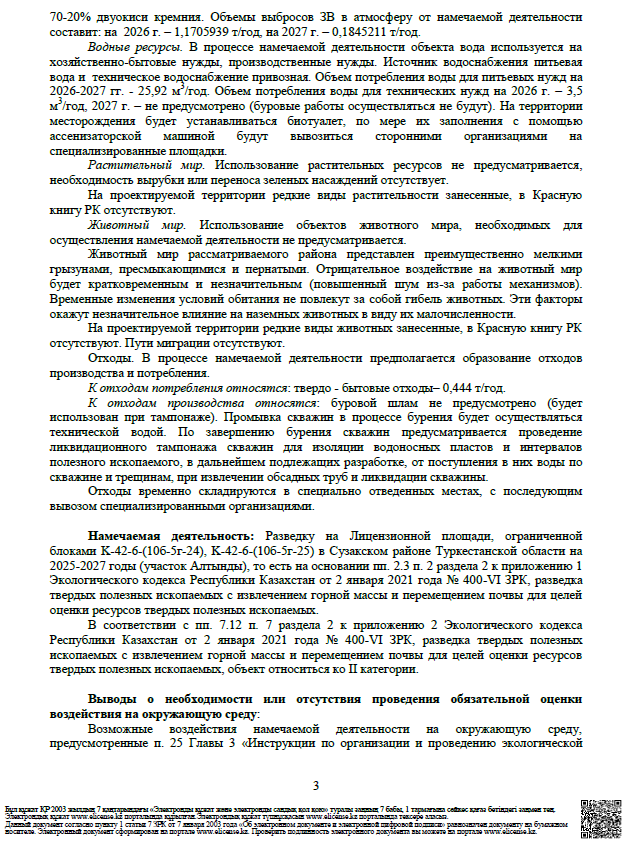 70-20% двуокиси кремния. Объемы выбросов ЗВ в атмосферу от намечаемой деятельности
составит: на 2026 г. – 1,1705939 т/год, на 2027 г. – 0,1845211 т/год.
Водные ресурсы. В процессе намечаемой деятельности объекта вода используется на
хозяйственно-бытовые нужды, производственные нужды. Источник водоснабжения питьевая
вода и техническое водоснабжение привозная. Объем потребления воды для питьевых нужд на
2026-2027 гг. - 25,92 м³/год. Объем потребления воды для технических нужд на 2026 г. – 3,5
м³/год, 2027 г. – не предусмотрено (буровые работы осуществляться не будут). На территории
месторождения будет устанавливаться биотуалет, по мере их заполнения с помощью
ассенизаторской машиной будут вывозиться сторонними организациями на
специализированные площадки.
Растительный мир. Использование растительных ресурсов не предусматривается,
необходимость вырубки или переноса зеленых насаждений отсутствует.
На проектируемой территории редкие виды растительности занесенные, в Красную
книгу РК отсутствуют.
Животный мир. Использование объектов животного мира, необходимых для
осуществления намечаемой деятельности не предусматривается.
Животный мир рассматриваемого района представлен преимущественно мелкими
грызунами, пресмыкающимися и пернатыми. Отрицательное воздействие на животный мир
будет кратковременным и незначительным (повышенный шум из-за работы механизмов).
Временные изменения условий обитания не повлекут за собой гибель животных. Эти факторы
окажут незначительное влияние на наземных животных в виду их малочисленности.
На проектируемой территории редкие виды животных занесенные, в Красную книгу РК
отсутствуют. Пути миграции отсутствуют.
Отходы. В процессе намечаемой деятельности предполагается образование отходов
производства и потребления.
К отходам потребления относятся: твердо - бытовые отходы– 0,444 т/год.
К отходам производства относятся: буровой шлам не предусмотрено (будет
использован при тампонаже). Промывка скважин в процессе бурения будет осуществляться
технической водой. По завершению бурения скважин предусматривается проведение
ликвидационного тампонажа скважин для изоляции водоносных пластов и интервалов
полезного ископаемого, в дальнейшем подлежащих разработке, от поступления в них воды по
скважине и трещинам, при извлечении обсадных труб и ликвидации скважины.
Отходы временно складируются в специально отведенных местах, с последующим
вывозом специализированными организациями.
Намечаемая деятельность: Разведку на Лицензионной площади, ограниченной
блоками K-42-6-(10б-5г-24), K-42-6-(10б-5г-25) в Сузакском районе Туркестанской области на
2025-2027 годы (участок Алтынды), то есть на основании пп. 2.3 п. 2 раздела 2 к приложению 1
Экологического кодекса Республики Казахстан от 2 января 2021 года № 400-VI ЗРК, разведка
твердых полезных ископаемых с извлечением горной массы и перемещением почвы для целей
оценки ресурсов твердых полезных ископаемых.
В соответствии с пп. 7.12 п. 7 раздела 2 к приложению 2 Экологического кодекса
Республики Казахстан от 2 января 2021 года № 400-VI ЗРК, разведка твердых полезных
ископаемых с извлечением горной массы и перемещением почвы для целей оценки ресурсов
твердых полезных ископаемых, объект относиться ко II категории.
Выводы о необходимости или отсутствия проведения обязательной оценки
воздействия на окружающую среду:
Возможные воздействия намечаемой деятельности на окружающую среду,
предусмотренные п. 25 Главы 3 «Инструкции по организации и проведению экологической
3
Бұл құжат ҚР 2003 жылдың 7 қаңтарындағы «Электронды құжат және электронды сандық қол қою» туралы заңның 7 бабы, 1 тармағына сәйкес қағаз бетіндегі заңмен тең.
Электрондық құжат www.elicense.kz порталында құрылған. Электрондық құжат түпнұсқасын www.elicense.kz порталында тексере аласыз.
Данный документ согласно пункту 1 статьи 7 ЗРК от 7 января 2003 года «Об электронном документе и электронной цифровой подписи» равнозначен документу на бумажном
носителе. Электронный документ сформирован на портале www.elicense.kz. Проверить подлинность электронного документа вы можете на портале www.elicense.kz.